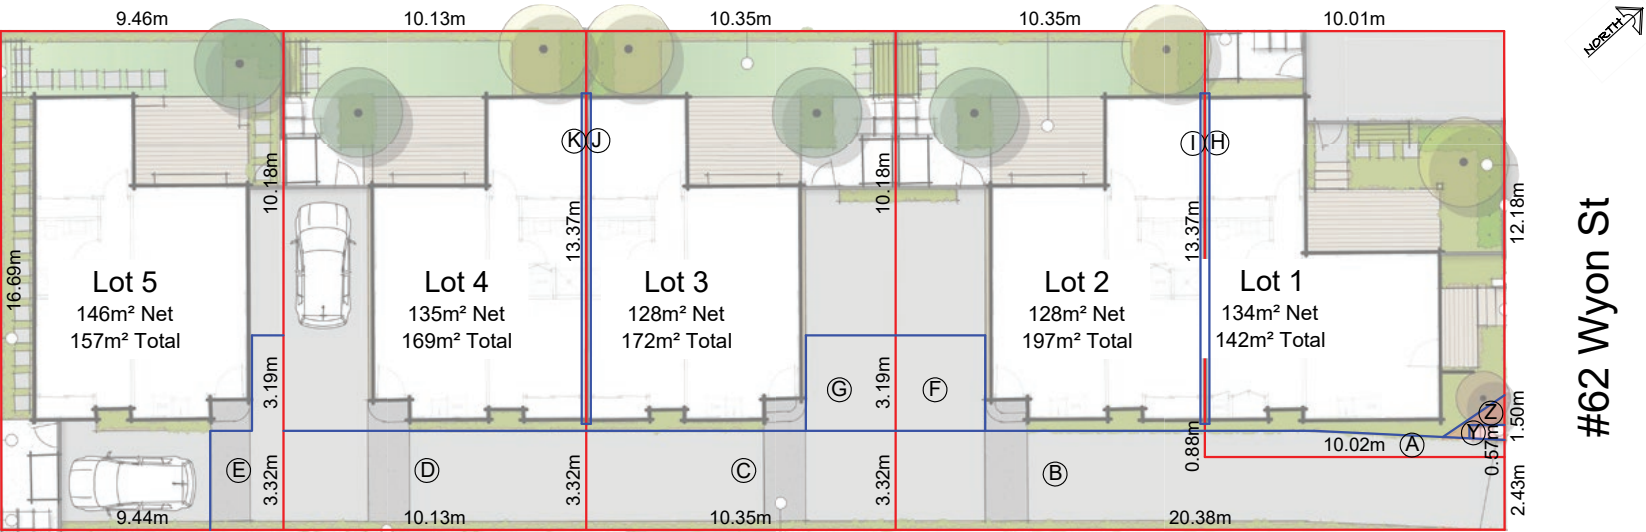 9.46m
10.13m
10.35m
10.35m
10.01m
NORTH
K
J
I
H
10.18m
10.18m
13.37m
13.37m
12.18m
16.69m
Lot 5
146m² Net
157m² Total
Lot 4
135m² Net
169m² Total
Lot 3
128m² Net
172m² Total
Lot 2
128m² Net
197m² Total
Lot 1
134m² Net
142m² Total
#62 Wyon St
3.19m
G
3.19m
F
Z
1.50m
Y
0.88m
10.02m
A
0.57m
E
3.32m
D
3.32m
C
3.32m
B
2.43m
9.44m
10.13m
10.35m
20.38m